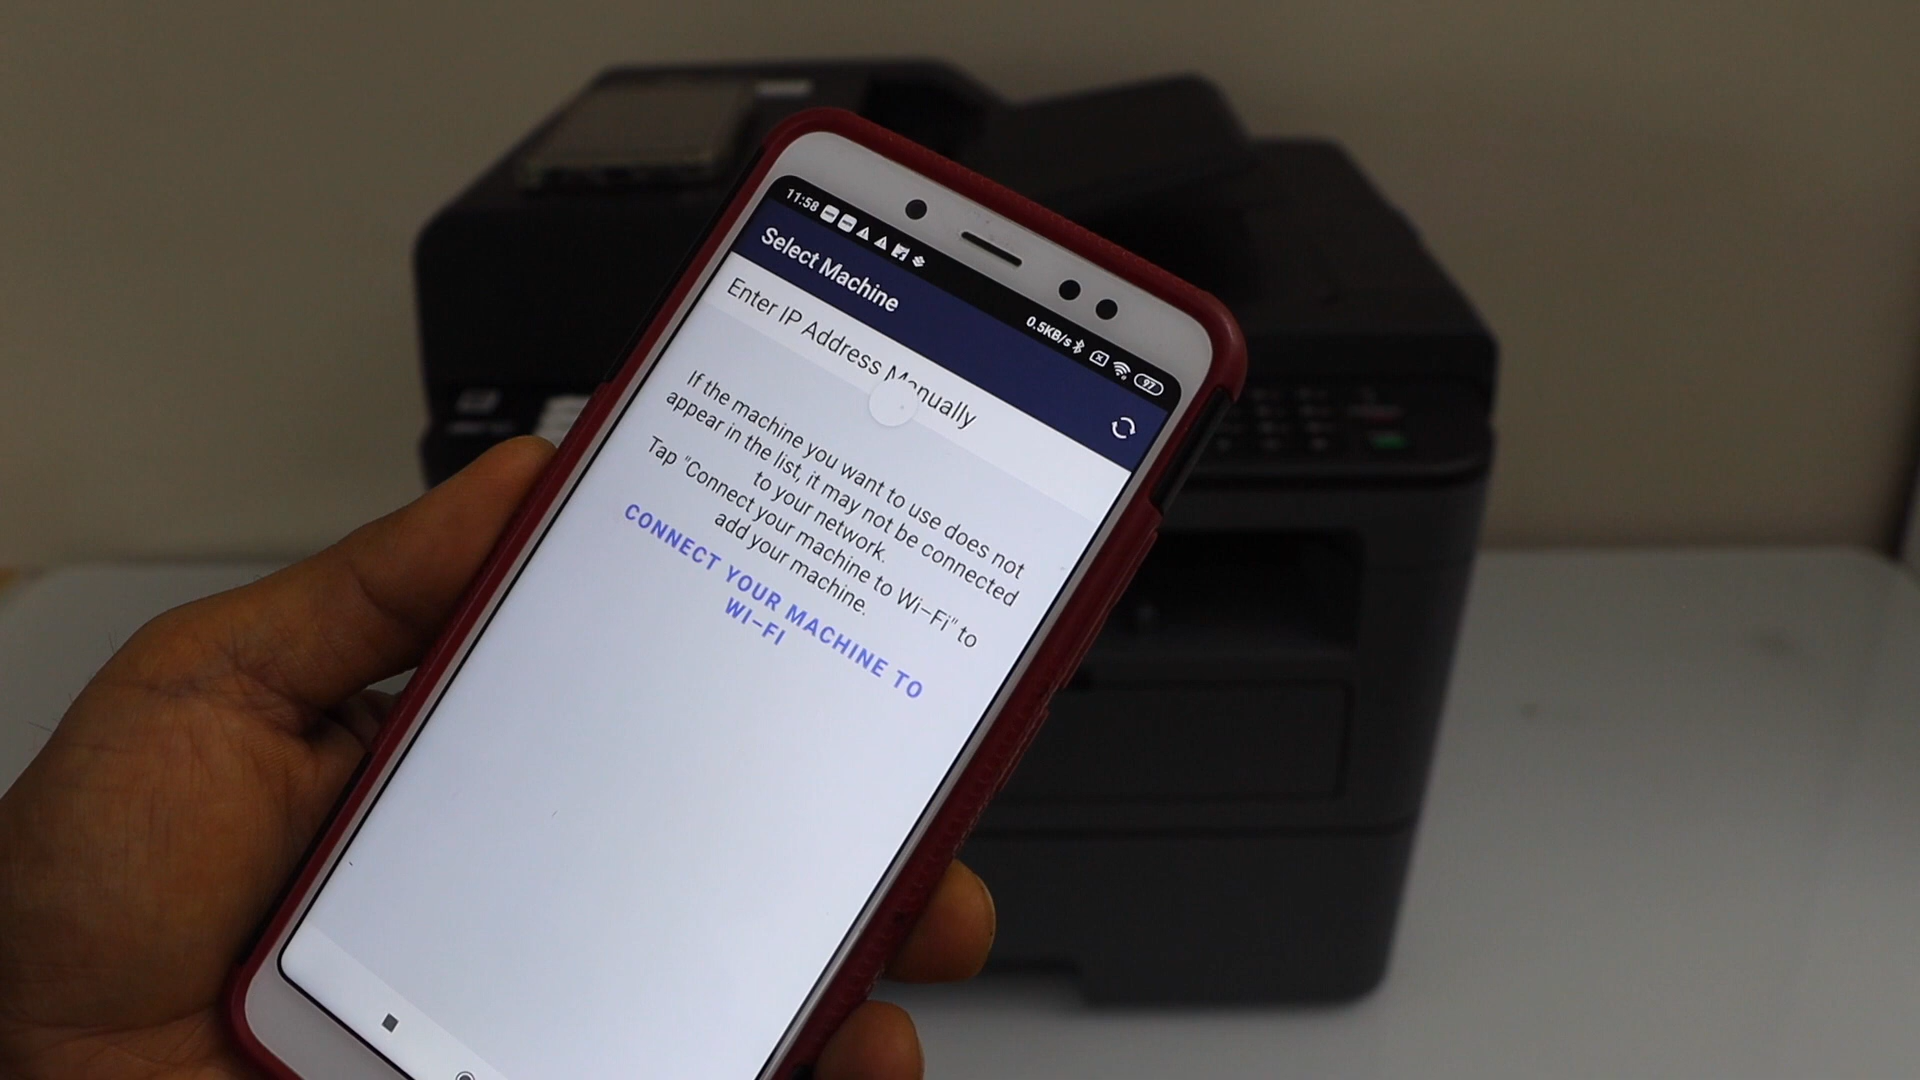 11:58
0.5KB/s
97
Select Machine
Enter IP Address Manually
If the machine you want to use does not
appear in the list, it may not be connected
to your network.
Tap "Connect your machine to Wi-Fi" to
add your machine.
CONNECT YOUR MACHINE TO
WI-FI